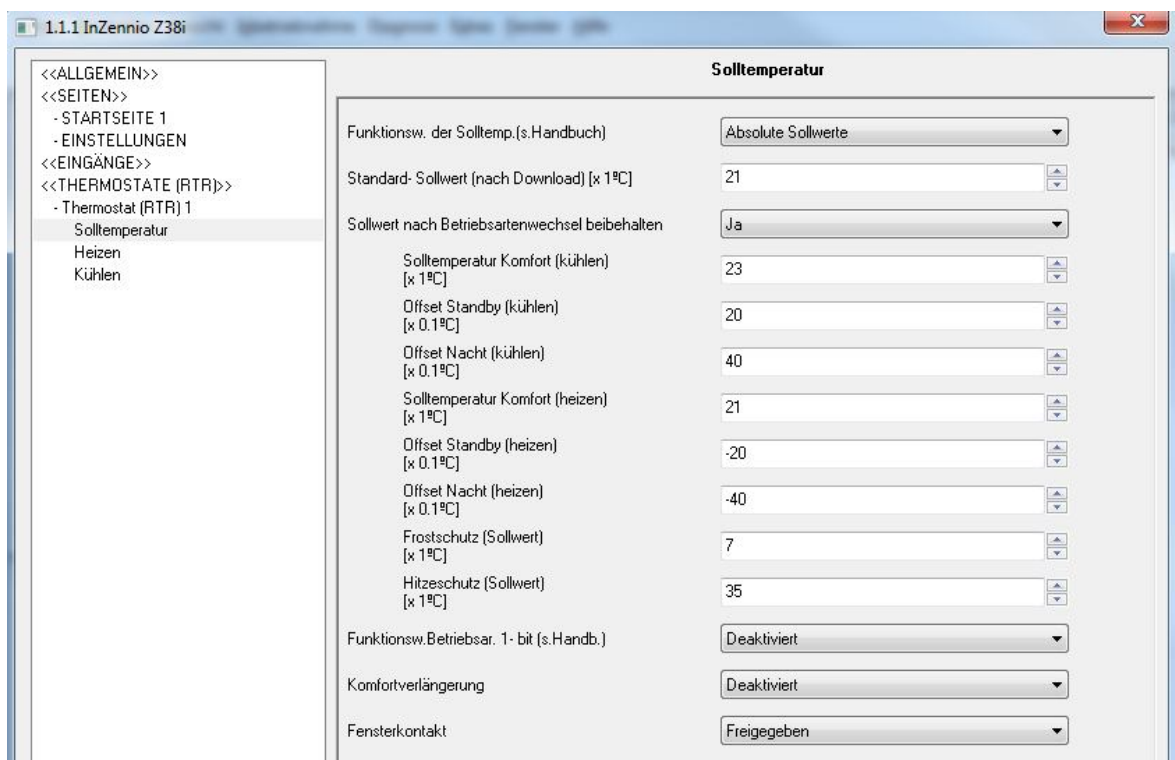 1.1.1 InZennio Z38i
x
<<ALLGEMEIN>>
<<SEITEN>>
- STARTSEITE 1
- EINSTELLUNGEN
<<EINGÄNGE>>
<<THERMOSTATE (RTR)>>
- Thermostat (RTR) 1
Solltemperatur
Heizen
Kühlen
Solltemperatur
Funktionsw. der Solltemp.(s.Handbuch) Absolute Sollwerte
Standard- Sollwert (nach Download) [x 1ºC] 21
Sollwert nach Betriebsartenwechsel beibehalten Ja
Solltemperatur Komfort (kühlen)
[x 1ºC] 23
Offset Standby (kühlen)
[x 0.1ºC] 20
Offset Nacht (kühlen)
[x 0.1ºC] 40
Solltemperatur Komfort (heizen)
[x 1ºC] 21
Offset Standby (heizen)
[x 0.1ºC] -20
Offset Nacht (heizen)
[x 0.1ºC] -40
Frostschutz (Sollwert)
[x 1ºC] 7
Hitzeschutz (Sollwert)
[x 1ºC] 35
Funktionsw.Betriebsar. 1- bit (s.Handb.) Deaktiviert
Komfortverlängerung Deaktiviert
Fensterkontakt Freigegeben